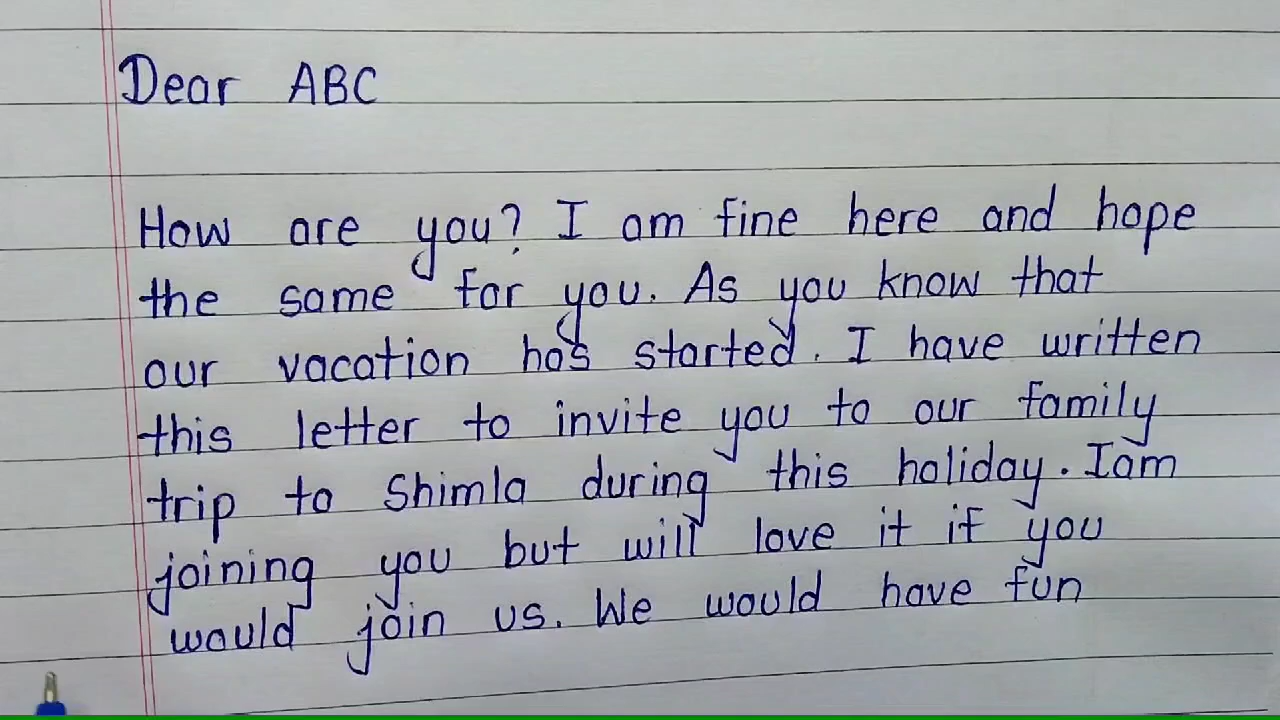 Dear ABC
How are you? I am fine here and hope
the same for you. As you know that
our vacation has started. I have written
this letter to invite you to our family
trip to Shimla during this holiday. I am
joining you but will love it if you
would join us. We would have fun